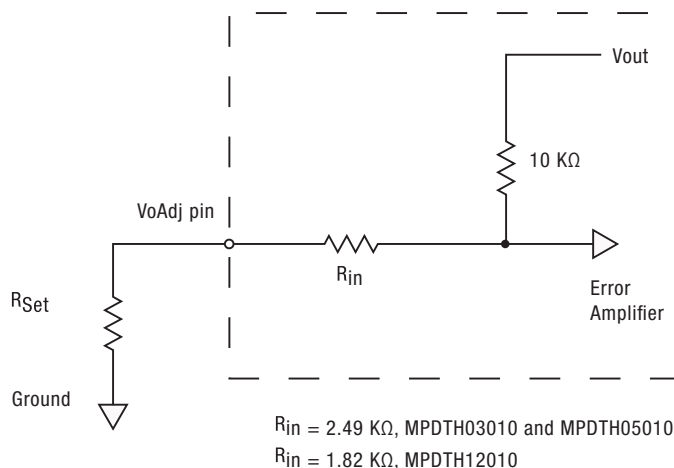 Vout
10 KΩ
VoAdj pin
Rin
RSet
Error
Amplifier
Ground
Rin = 2.49 KΩ, MPDTH03010 and MPDTH05010
Rin = 1.82 KΩ, MPDTH12010